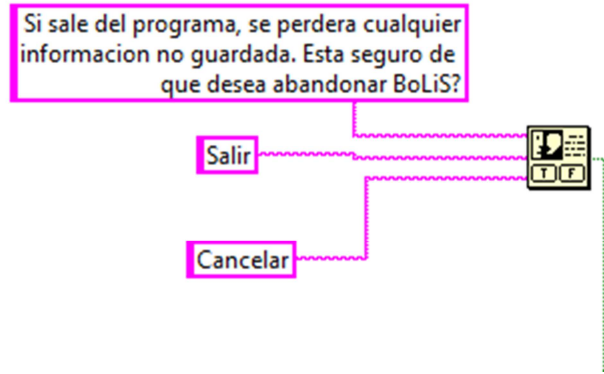 Si sale del programa, se perdera cualquier
informacion no guardada. Esta seguro de
que desea abandonar BoLiS?
Salir
T F
Cancelar